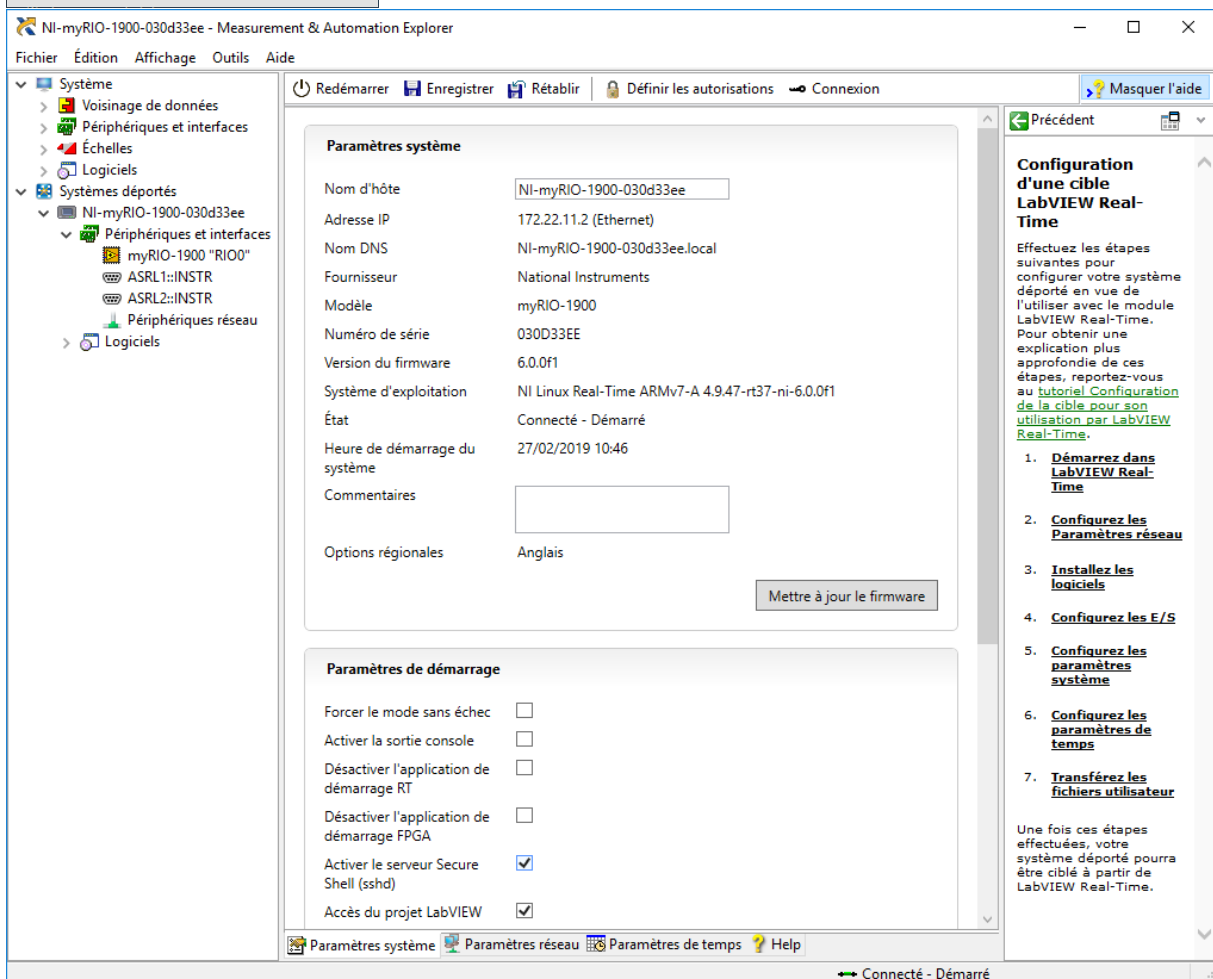 NI-myRIO-1900-030d33ee - Measurement & Automation Explorer
Fichier Édition Affichage Outils Aide
Système
Voisinage de données
Périphériques et interfaces
Échelles
Logiciels
Systèmes déportés
NI-myRIO-1900-030d33ee
Périphériques et interfaces
myRIO-1900 "RIO0"
ASRL1::INSTR
ASRL2::INSTR
Périphériques réseau
Logiciels
Redémarrer Enregistrer Rétablir Définir les autorisations Connexion
Masquer l'aide
Paramètres système
Nom d'hôte NI-myRIO-1900-030d33ee
Adresse IP 172.22.11.2 (Ethernet)
Nom DNS NI-myRIO-1900-030d33ee.local
Fournisseur National Instruments
Modèle myRIO-1900
Numéro de série 030D33EE
Version du firmware 6.0.0f1
Système d'exploitation NI Linux Real-Time ARMv7-A 4.9.47-rt37-ni-6.0.0f1
État Connecté - Démarré
Heure de démarrage du 27/02/2019 10:46
système
Commentaires
Options régionales Anglais
Mettre à jour le firmware
Paramètres de démarrage
Forcer le mode sans échec
Activer la sortie console
Désactiver l'application de
démarrage RT
Désactiver l'application de
démarrage FPGA
Activer le serveur Secure
Shell (sshd)
Accès du projet LabVIEW
Paramètres système Paramètres réseau Paramètres de temps Help
Précédent
Configuration
d'une cible
LabVIEW Real-
Time
Effectuez les étapes
suivantes pour
configurer votre système
déporté en vue de
l'utiliser avec le module
LabVIEW Real-Time.
Pour obtenir une
explication plus
approfondie de ces
étapes, reportez-vous
au tutoriel Configuration
de la cible pour son
utilisation par LabVIEW
Real-Time.
1. Démarrez dans
LabVIEW Real-
Time
2. Configurez les
Paramètres réseau
3. Installez les
logiciels
4. Configurez les E/S
5. Configurez les
paramètres
système
6. Configurez les
paramètres de
temps
7. Transférez les
fichiers utilisateur
Une fois ces étapes
effectuées, votre
système déporté pourra
être ciblé à partir de
LabVIEW Real-Time.
Connecté - Démarré